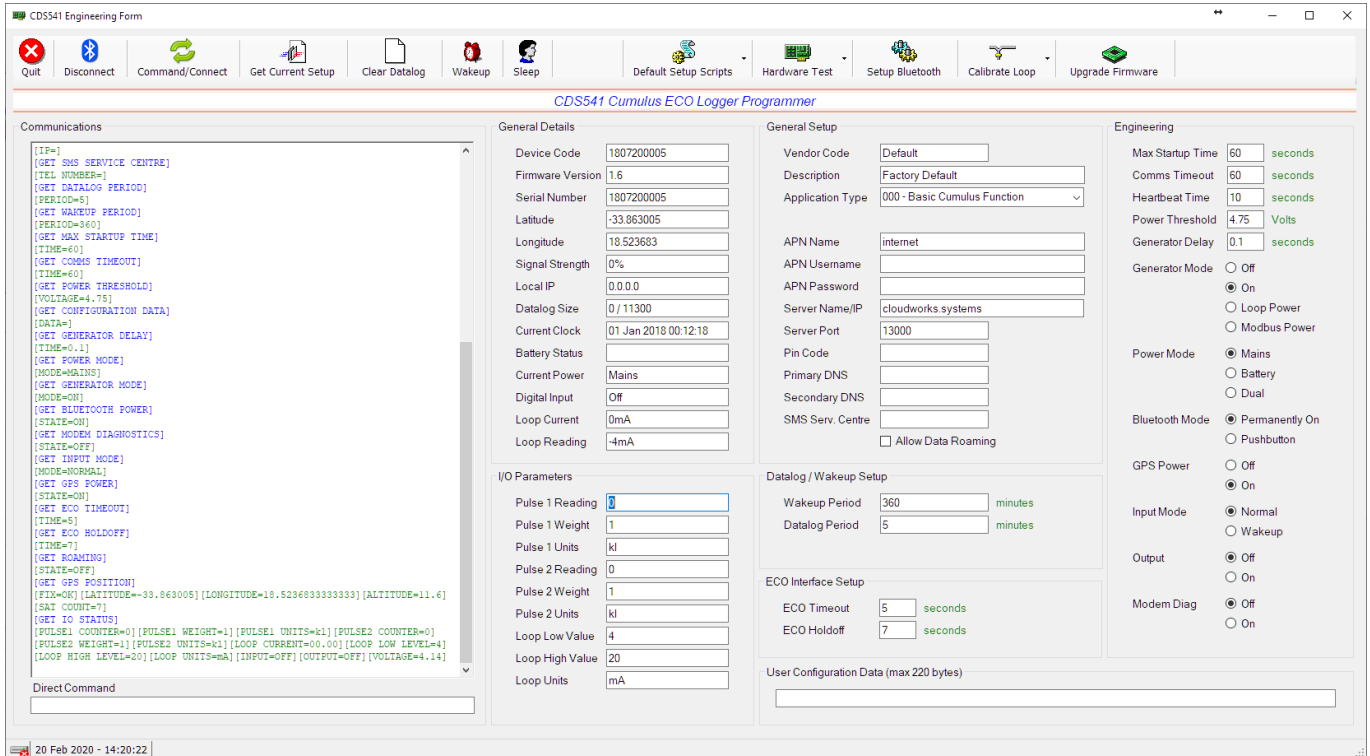 CDS541 Engineering Form
Quit
Disconnect
Command/Connect
Get Current Setup
Clear Datalog
Wakeup
Sleep
Default Setup Scripts
Hardware Test
Setup Bluetooth
Calibrate Loop
Upgrade Firmware
CDS541 Cumulus ECO Logger Programmer
Communications
[IP=]
[GET SMS SERVICE CENTRE]
[TEL NUMBER=]
[GET DATALOG PERIOD]
[PERIOD=5]
[GET WAKEUP PERIOD]
[PERIOD=360]
[GET MAX STARTUP TIME]
[TIME=60]
[GET COMMS TIMEOUT]
[TIME=60]
[GET POWER THRESHOLD]
[VOLTAGE=4.75]
[GET CONFIGURATION DATA]
[DATA=]
[GET GENERATOR DELAY]
[TIME=0.1]
[GET POWER MODE]
[MODE=MAINS]
[GET GENERATOR MODE]
[MODE=ON]
[GET BLUETOOTH POWER]
[STATE=ON]
[GET MODEM DIAGNOSTICS]
[STATE=OFF]
[GET INPUT MODE]
[MODE=NORMAL]
[GET GPS POWER]
[STATE=ON]
[GET ECO TIMEOUT]
[TIME=5]
[GET ECO HOLDOFF]
[TIME=7]
[GET ROAMING]
[STATE=OFF]
[GET GPS POSITION]
[FIX=OK][LATITUDE=-33.863005][LONGITUDE=18.5236833333333][ALTITUDE=11.6]
[SAT COUNT=7]
[GET IO STATUS]
[PULSE1 COUNTER=0][PULSE1 WEIGHT=1][PULSE1 UNITS=kl][PULSE2 COUNTER=0]
[PULSE2 WEIGHT=1][PULSE2 UNITS=kl][LOOP CURRENT=00.00][LOOP LOW LEVEL=4]
[LOOP HIGH LEVEL=20][LOOP UNITS=mA][INPUT=OFF][OUTPUT=OFF][VOLTAGE=4.14]
Direct Command
General Details
Device Code 1807200005
Firmware Version 1.6
Serial Number 1807200005
Latitude -33.863005
Longitude 18.523683
Signal Strength 0%
Local IP 0.0.0.0
Datalog Size 0 / 11300
Current Clock 01 Jan 2018 00:12:18
Battery Status
Current Power Mains
Digital Input Off
Loop Current 0mA
Loop Reading -4mA
I/O Parameters
Pulse 1 Reading 0
Pulse 1 Weight 1
Pulse 1 Units kl
Pulse 2 Reading 0
Pulse 2 Weight 1
Pulse 2 Units kl
Loop Low Value 4
Loop High Value 20
Loop Units mA
General Setup
Vendor Code Default
Description Factory Default
Application Type 000 - Basic Cumulus Function
APN Name internet
APN Username
APN Password
Server Name/IP cloudworks.systems
Server Port 13000
Pin Code
Primary DNS
Secondary DNS
SMS Serv. Centre
Allow Data Roaming
Datalog / Wakeup Setup
Wakeup Period 360 minutes
Datalog Period 5 minutes
ECO Interface Setup
ECO Timeout 5 seconds
ECO Holdoff 7 seconds
User Configuration Data (max 220 bytes)
Engineering
Max Startup Time 60 seconds
Comms Timeout 60 seconds
Heartbeat Time 10 seconds
Power Threshold 4.75 Volts
Generator Delay 0.1 seconds
Generator Mode Off
On
Loop Power
Modbus Power
Power Mode Mains
Battery
Dual
Bluetooth Mode Permanently On
Pushbutton
GPS Power Off
On
Input Mode Normal
Wakeup
Output Off
On
Modem Diag Off
On
20 Feb 2020 - 14:20:22